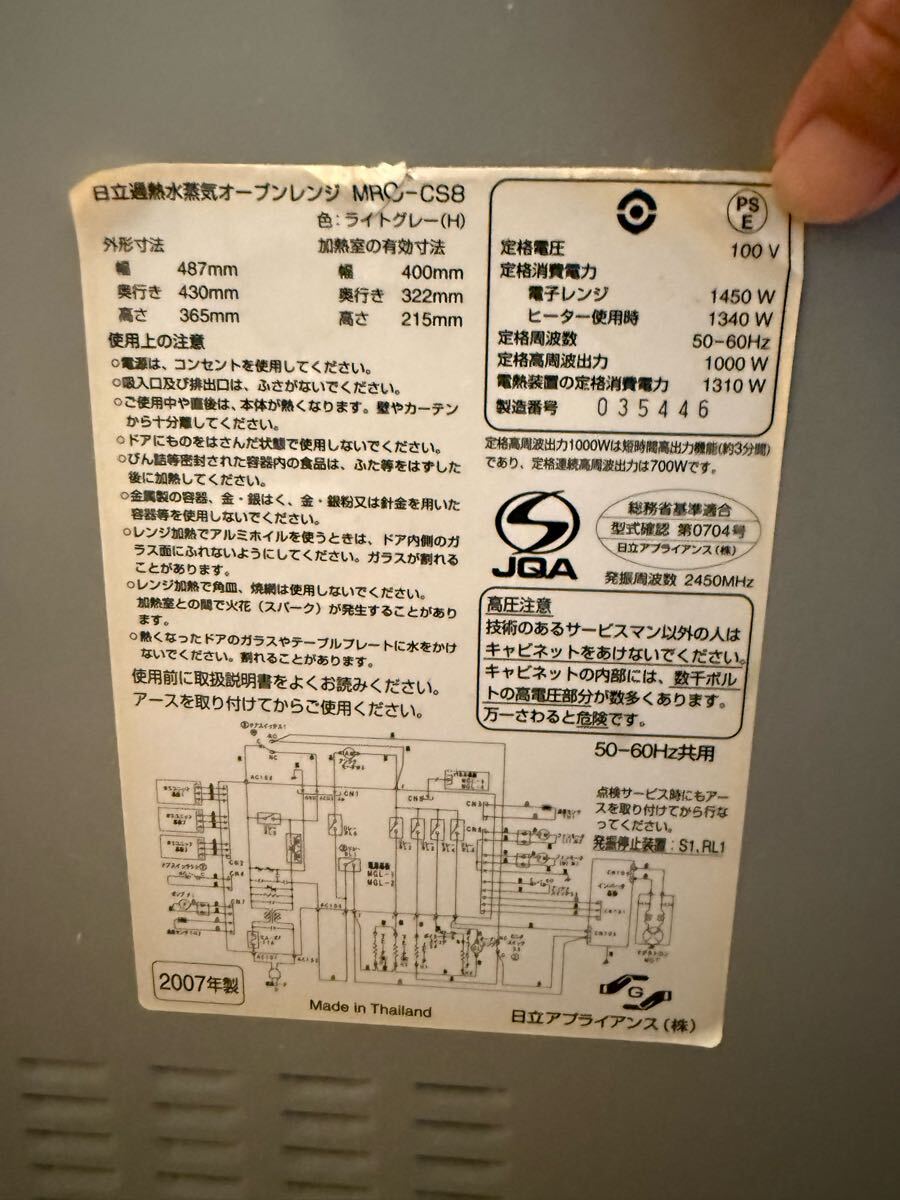 日立過熱水蒸気オーブンレンジ MRO-CS8
色:ライトグレー(H)
外形寸法
幅 487mm
奥行き 430mm
高さ 365mm
加熱室の有効寸法
幅 400mm
奥行き 322mm
高さ 215mm
使用上の注意
○電源は、コンセントを使用してください。
○吸入口及び排出口は、ふさがないでください。
○ご使用中や直後は、本体が熱くなります。壁やカーテン
から十分離してください。
○ドアにものをはさんだ状態で使用しないでください。
○びん詰等密封された容器内の食品は、ふた等をはずした
後に加熱してください。
○金属製の容器、金・銀はく、金・銀粉又は針金を用いた
容器等を使用しないでください。
○レンジ加熱でアルミホイルを使うときは、ドア内側のガ
ラス面にふれないようにしてください。ガラスが割れる
ことがあります。
○レンジ加熱で角皿、焼網は使用しないでください。
加熱室との間で火花(スパーク)が発生することがあり
ます。
○熱くなったドアのガラスやテーブルプレートに水をかけ
ないでください。割れることがあります。
使用前に取扱説明書をよくお読みください。
アースを取り付けてからご使用ください。
PS
E
定格電圧 100 V
定格消費電力
電子レンジ 1450 W
ヒーター使用時 1340 W
定格周波数 50-60Hz
定格高周波出力 1000 W
電熱装置の定格消費電力 1310 W
製造番号 035446
定格高周波出力1000Wは短時間高出力機能(約3分間)
であり、定格連続高周波出力は700Wです。
JQA
総務省基準適合
型式確認 第0704号
日立アプライアンス(株)
発振周波数 2450MHz
高圧注意
技術のあるサービスマン以外の人は
キャビネットをあけないでください。
キャビネットの内部には、数千ボル
トの高電圧部分が数多くあります。
万一さわると危険です。
50-60Hz共用
点検サービス時にもアー
スを取り付けてから行な
ってください。
発振停止装置:S1,RL1
NC
CN1
MGL-1
MGL-2
2007年製
Made in Thailand
G
日立アプライアンス(株)